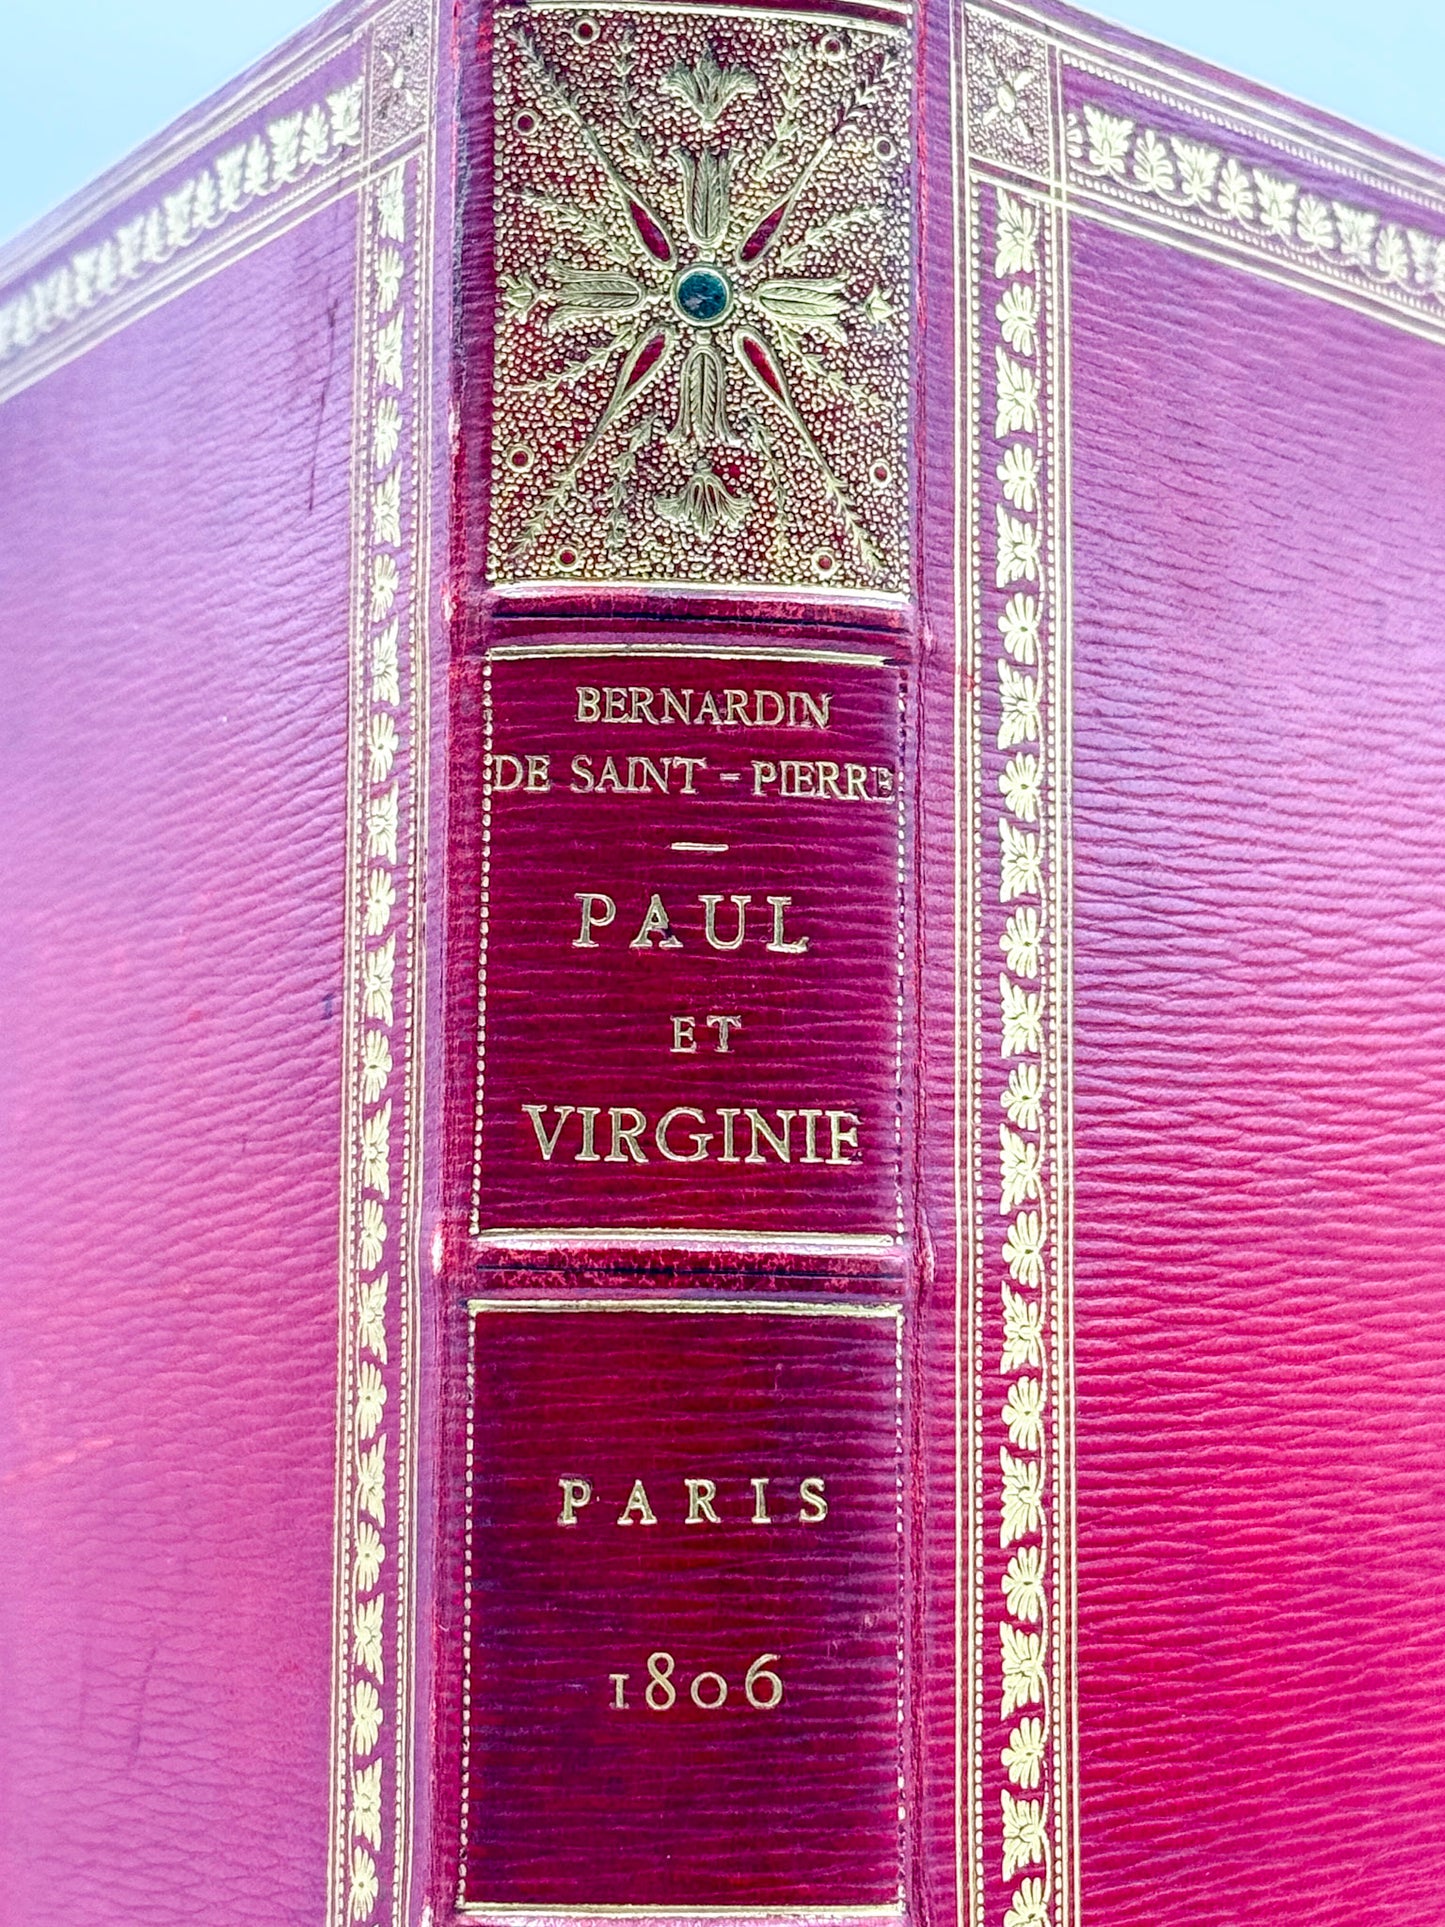 BERNARDIN
DE SAINT-PIERRE
PAUL
ET
VIRGINIE
PARIS
1806